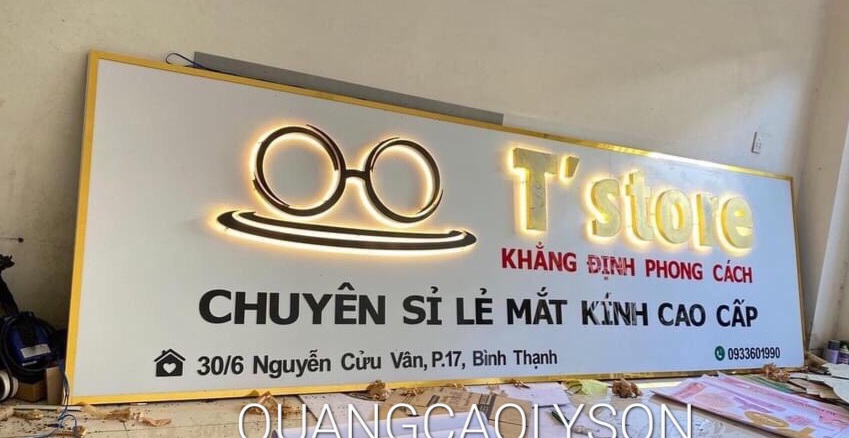 T'store
KHẲNG ĐỊNH PHONG CÁCH
CHUYÊN SỈ LẺ MẮT KÍNH CAO CẤP
30/6 Nguyễn Cửu Vân, P.17, Bình Thạnh
0933601990
QUANGCAOLYSON